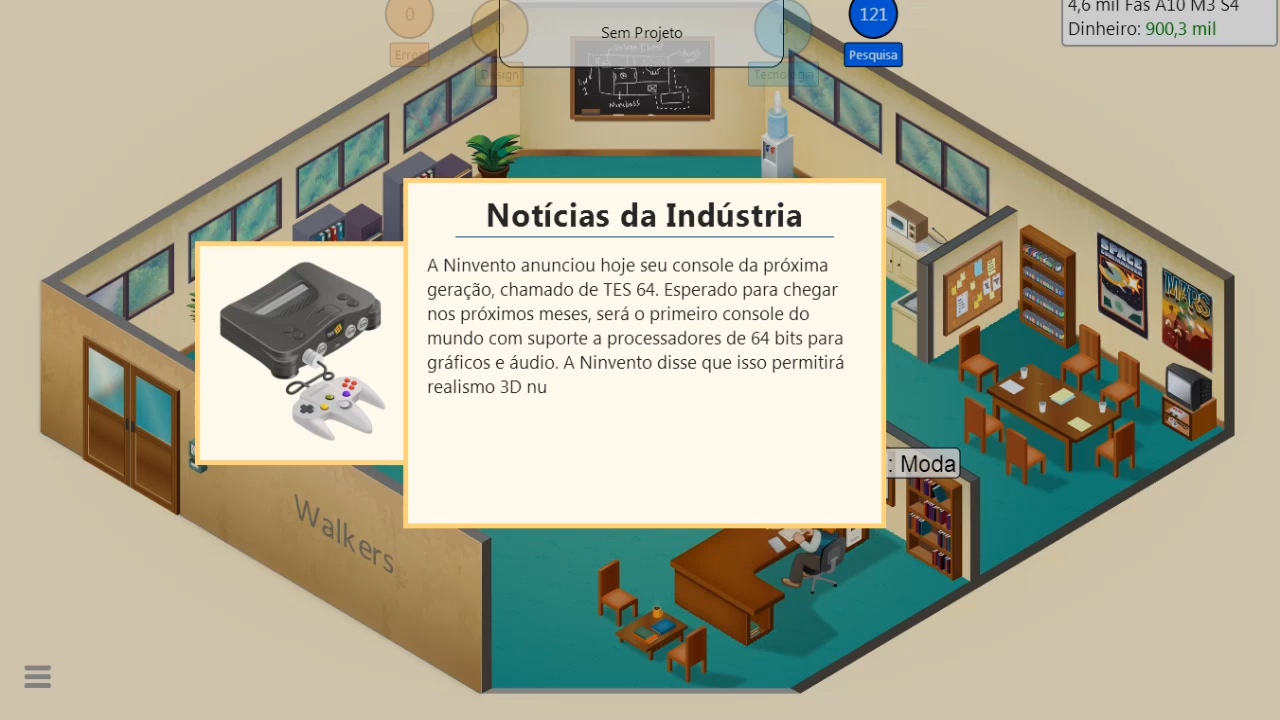 0
0
Sem Projeto
0
121
4,6 mil Fãs A10 M3 S4
Dinheiro: 900,3 mil
Erros
Design
Tecnologia
Pesquisa
Miniboss
Notícias da Indústria
A Ninvento anunciou hoje seu console da próxima
geração, chamado de TES 64. Esperado para chegar
nos próximos meses, será o primeiro console do
mundo com suporte a processadores de 64 bits para
gráficos e áudio. A Ninvento disse que isso permitirá
realismo 3D nu
SPACE
MARS
: Moda
Walkers